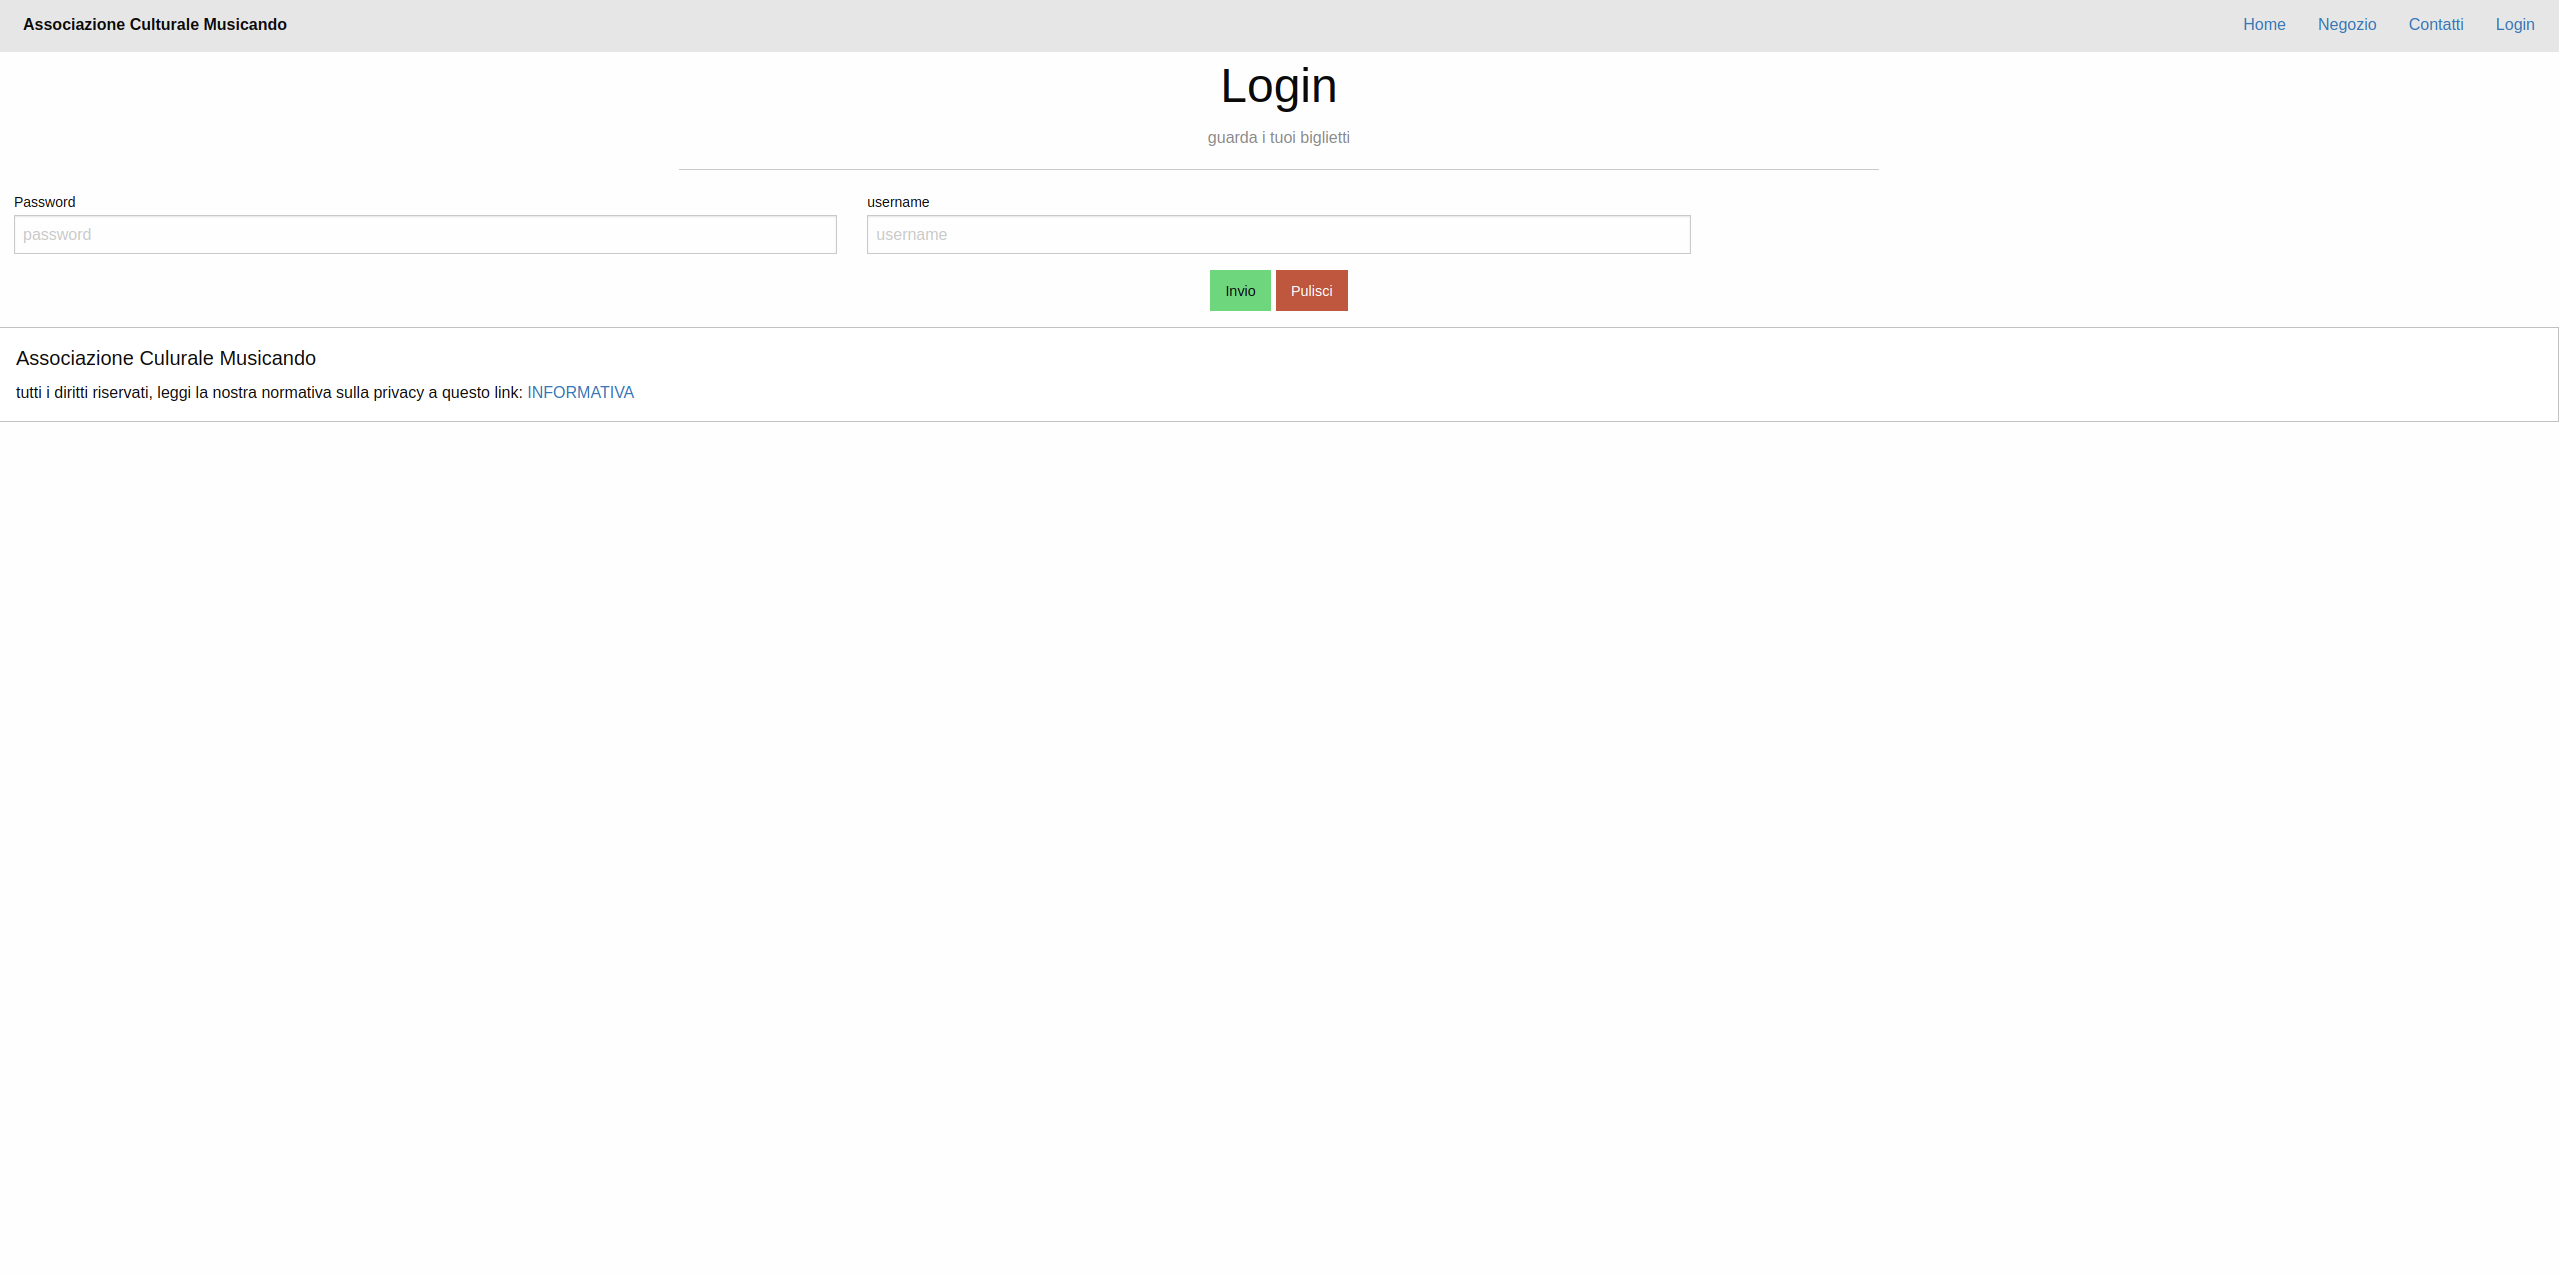 Associazione Culturale Musicando
Home Negozio Contatti Login
Login
guarda i tuoi biglietti
Password username
password username
Invio Pulisci
Associazione Culurale Musicando
tutti i diritti riservati, leggi la nostra normativa sulla privacy a questo link: INFORMATIVA